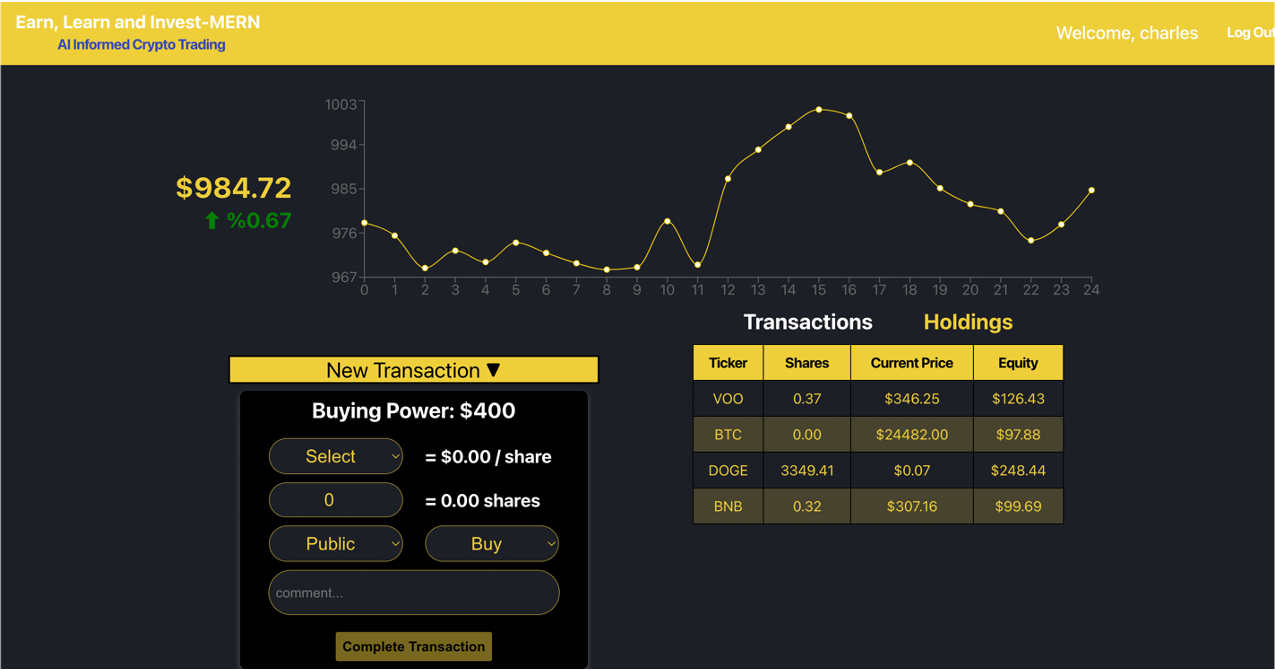 Earn, Learn and Invest-MERN
AI Informed Crypto Trading
Welcome, charles
Log Out
$984.72
%0.67
1003
994
985
976
967
0 1 2 3 4 5 6 7 8 9 10 11 12 13 14 15 16 17 18 19 20 21 22 23 24
New Transaction ▼
Buying Power: $400
Select = $0.00 / share
0 = 0.00 shares
Public Buy
comment...
Complete Transaction
Transactions Holdings
Ticker Shares Current Price Equity
VOO 0.37 $346.25 $126.43
BTC 0.00 $24482.00 $97.88
DOGE 3349.41 $0.07 $248.44
BNB 0.32 $307.16 $99.69